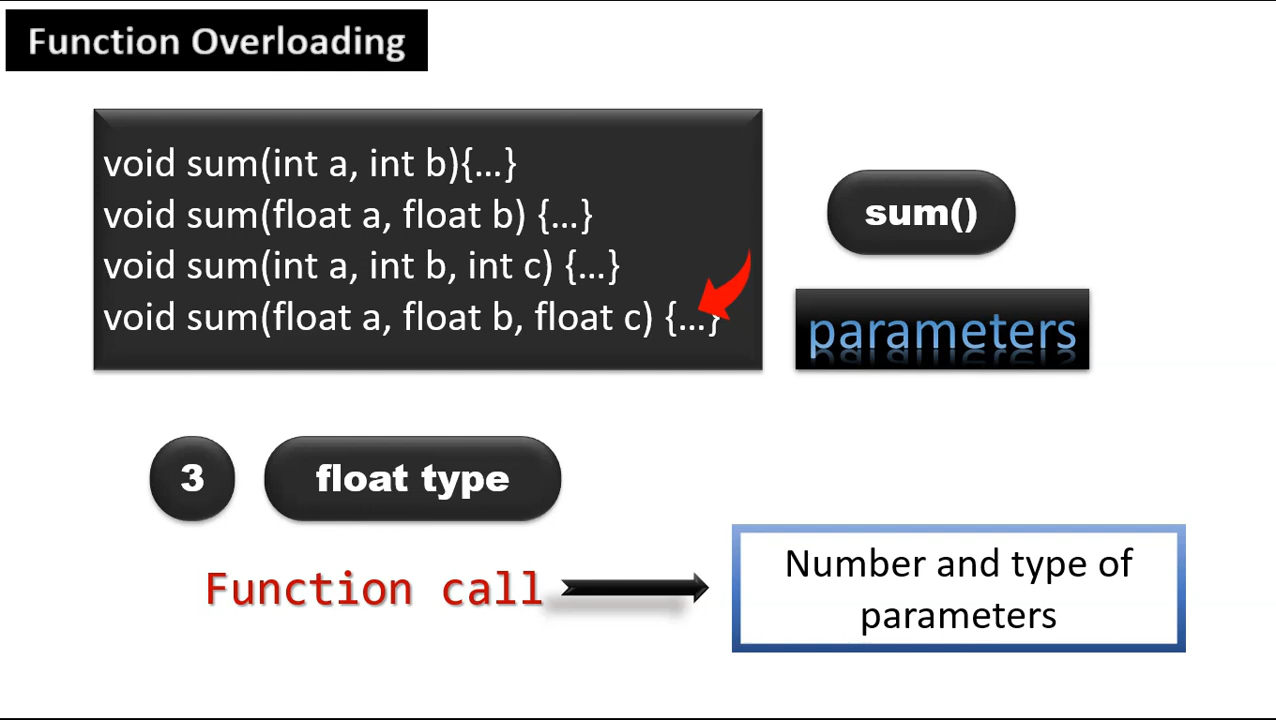 Function Overloading
void sum(int a, int b){...}
void sum(float a, float b) {...}
void sum(int a, int b, int c) {...}
void sum(float a, float b, float c) {...}
sum()
parameters
3
float type
Function call
Number and type of
parameters